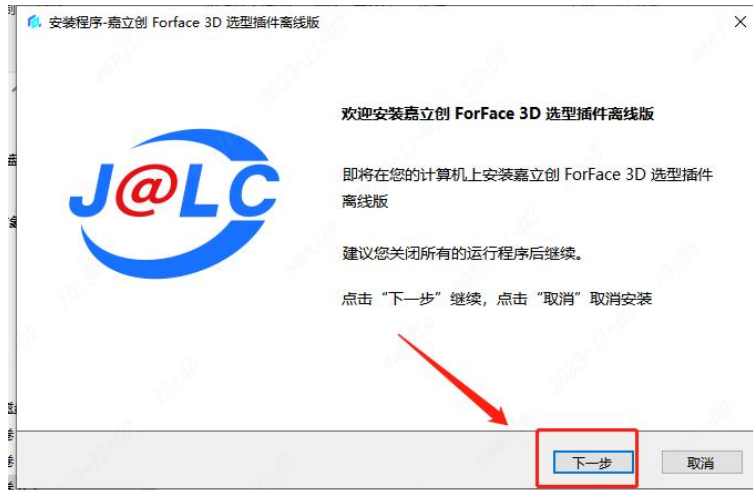 安装程序-嘉立创 Forface 3D 选型插件离线版
欢迎安装嘉立创 ForFace 3D 选型插件离线版
J@LC
即将在您的计算机上安装嘉立创 ForFace 3D 选型插件
离线版
建议您关闭所有的运行程序后继续。
点击“下一步”继续，点击“取消”取消安装
下一步
取消